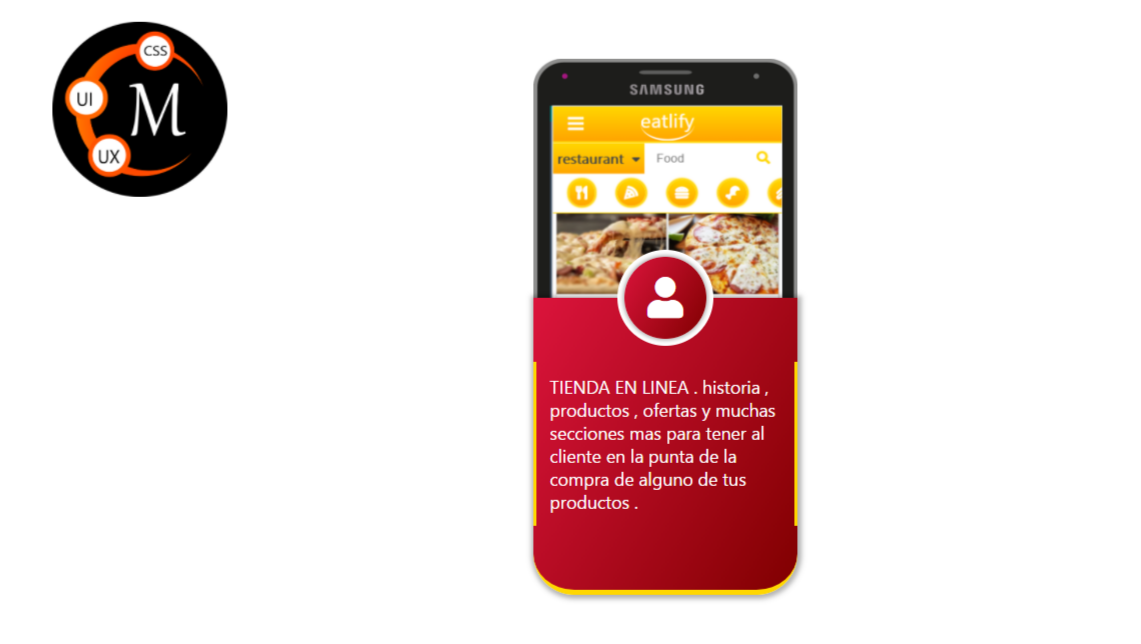 CSS
UI
M
UX
SAMSUNG
eatlify
restaurant
Food
TIENDA EN LINEA . historia ,
productos , ofertas y muchas
secciones mas para tener al
cliente en la punta de la
compra de alguno de tus
productos .